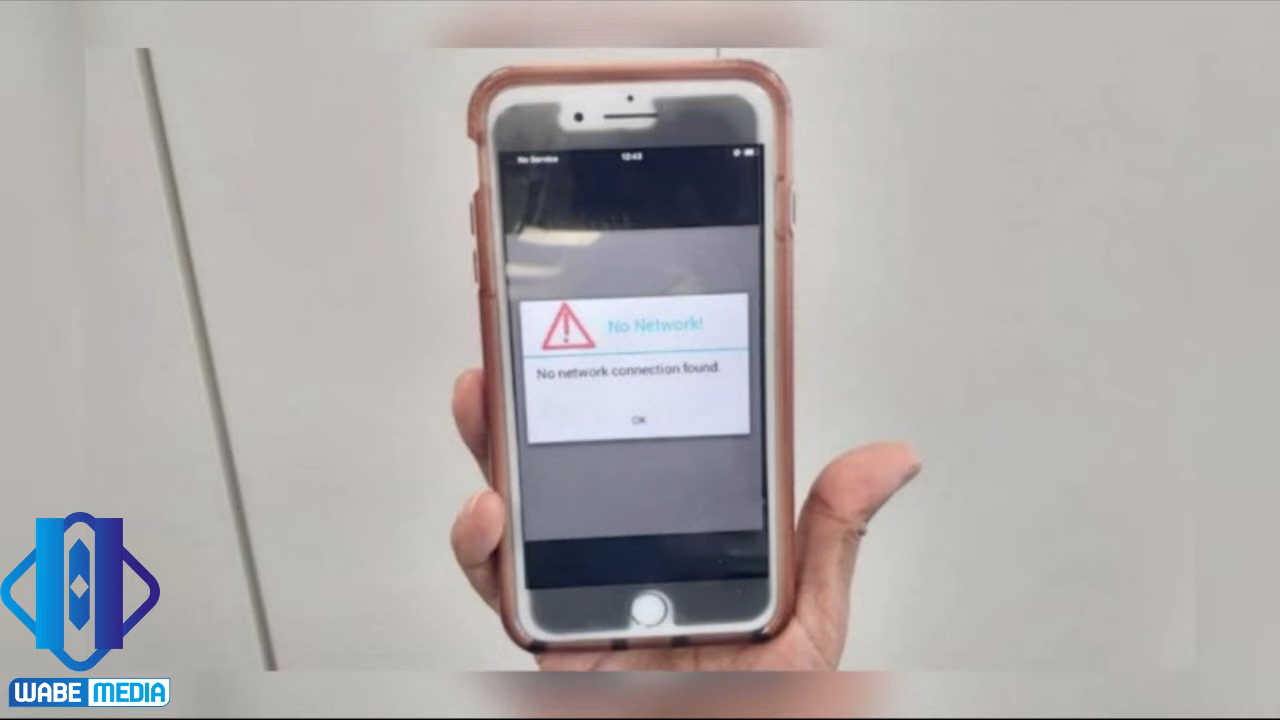 No Service 12:43
No Network!
No network connection found.
OK
WABE MEDIA